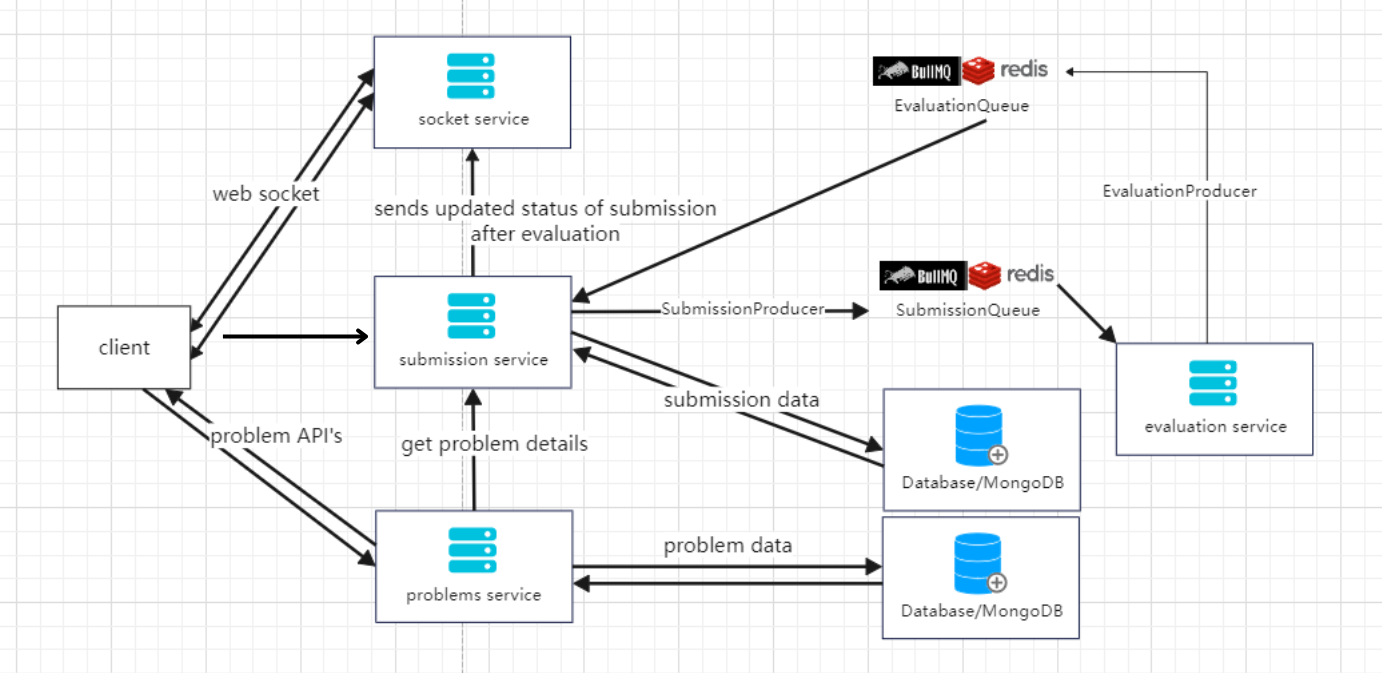 socket service
BullMQ
redis
EvaluationQueue
web socket
EvaluationProducer
sends updated status of submission
after evaluation
BullMQ
redis
SubmissionProducer
SubmissionQueue
client
submission service
submission data
evaluation service
problem API's
get problem details
Database/MongoDB
problem data
problems service
Database/MongoDB